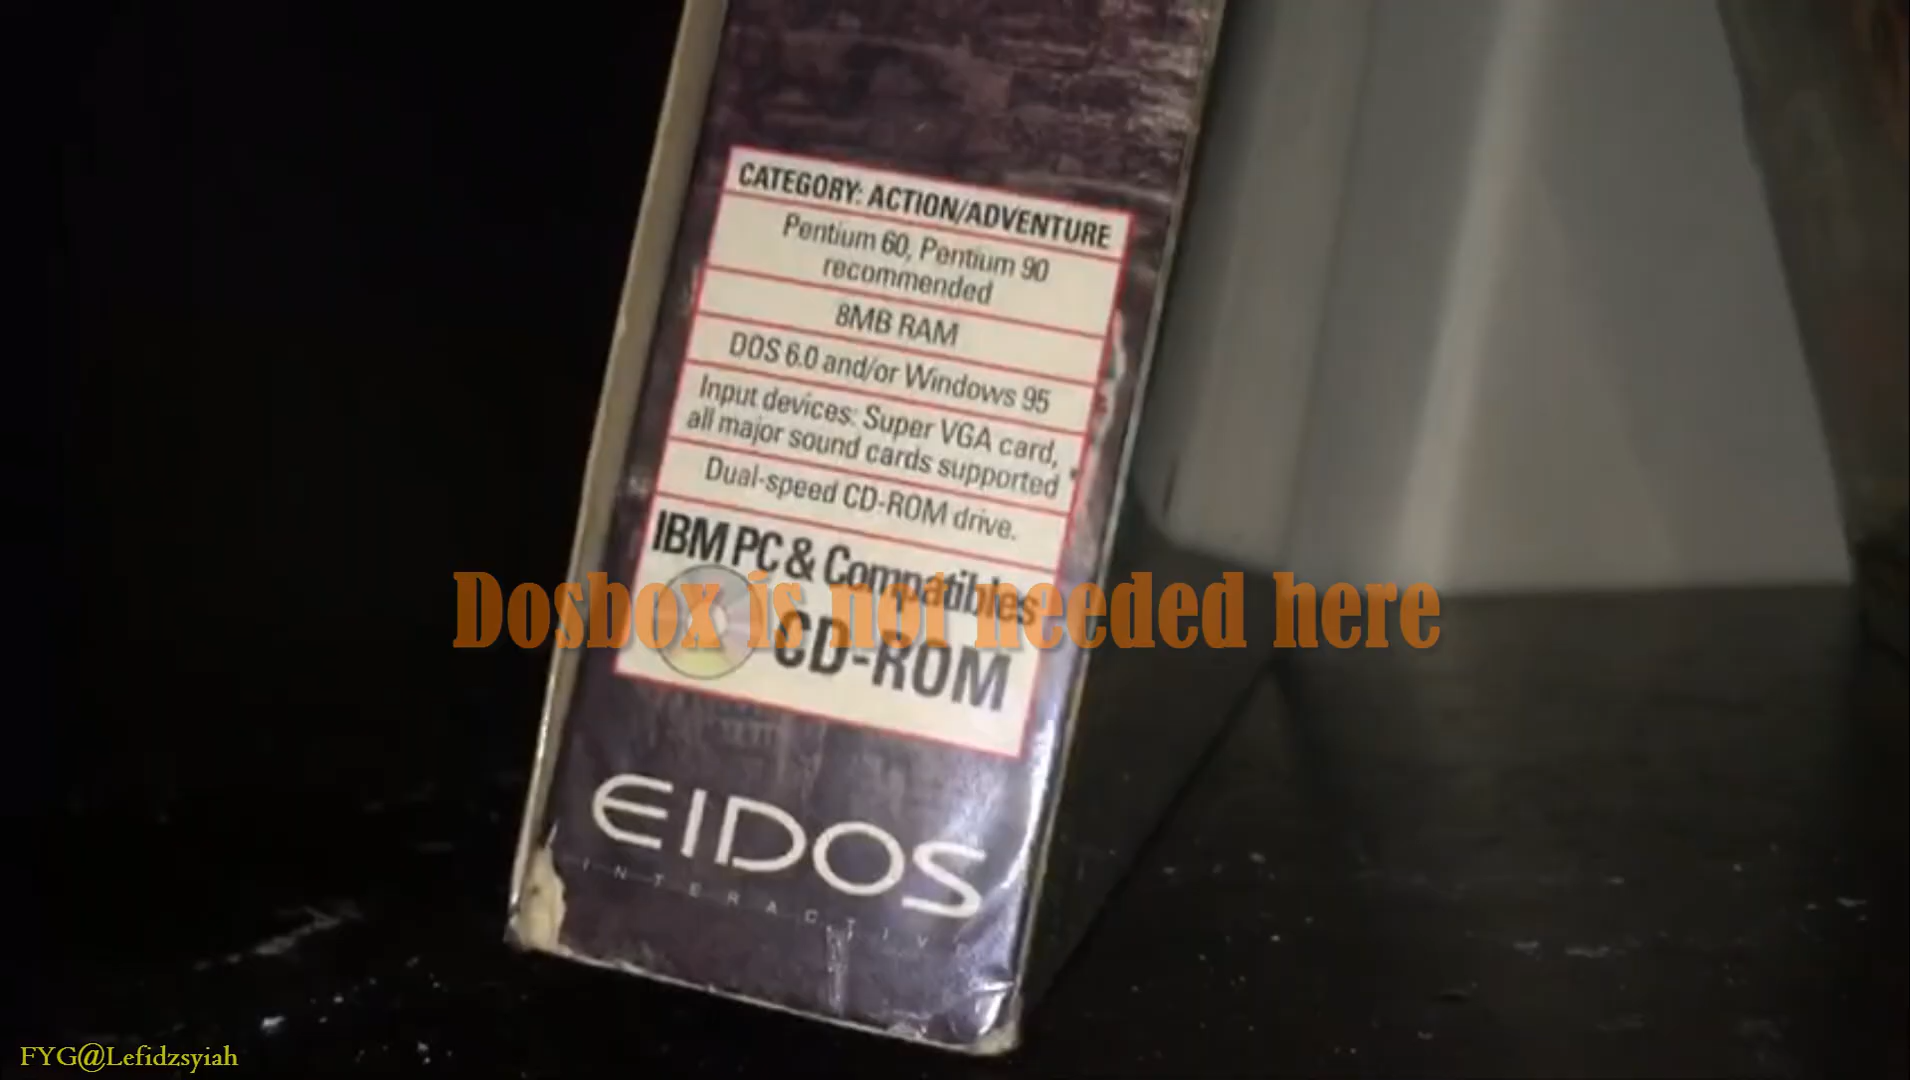 CATEGORY: ACTION/ADVENTURE
Pentium 60, Pentium 90
recommended
8MB RAM
DOS 6.0 and/or Windows 95
Input devices: Super VGA card,
all major sound cards supported
Dual-speed CD-ROM drive.
IBM PC & Compatibles
Dosbox is not needed here
CD-ROM
EIDOS
INTERACTIV
FYG@Lefidzsyiah